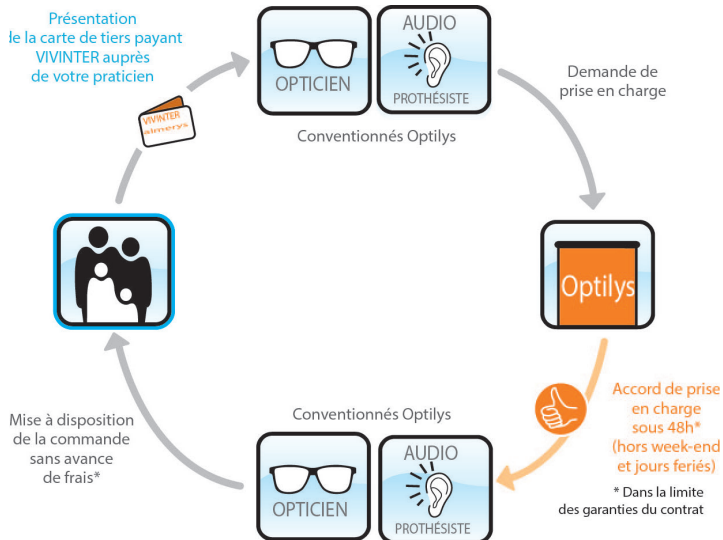 Présentation
de la carte de tiers payant
VIVINTER auprès
de votre praticien
VIVINTER
almerys
OPTICIEN
AUDIO
PROTHÉSISTE
Conventionnés Optilys
Demande de
prise en charge
Optilys
Accord de prise
en charge
sous 48h*
(hors week-end
et jours feriés)
* Dans la limite
des garanties du contrat
Conventionnés Optilys
OPTICIEN
AUDIO
PROTHÉSISTE
Mise à disposition
de la commande
sans avance
de frais*